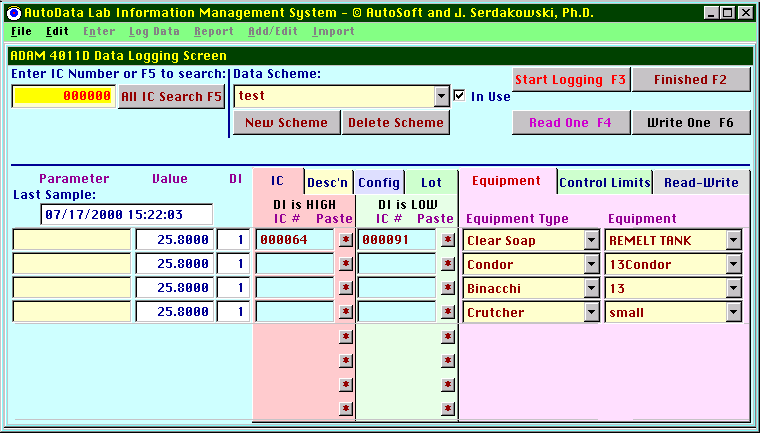 AutoData Lab Information Management System - © AutoSoft and J. Serdakowski, Ph.D.
File Edit Enter Log Data Report Add/Edit Import
ADAM 4011D Data Logging Screen
Enter IC Number or F5 to search: Data Scheme:
Start Logging F3 Finished F2
000000 All IC Search F5 test In Use
New Scheme Delete Scheme Read One F4 Write One F6
Parameter Value DI IC Desc'n Config Lot Equipment Control Limits Read-Write
Last Sample:
DI is HIGH DI is LOW
07/17/2000 15:22:03 IC # Paste IC # Paste Equipment Type Equipment
25.8000 1 000064 * 000091 * Clear Soap REMELT TANK
25.8000 1 * * Condor 13Condor
25.8000 1 * * Binacchi 13
25.8000 1 * * Crutcher small
* *
* *
* *
* *